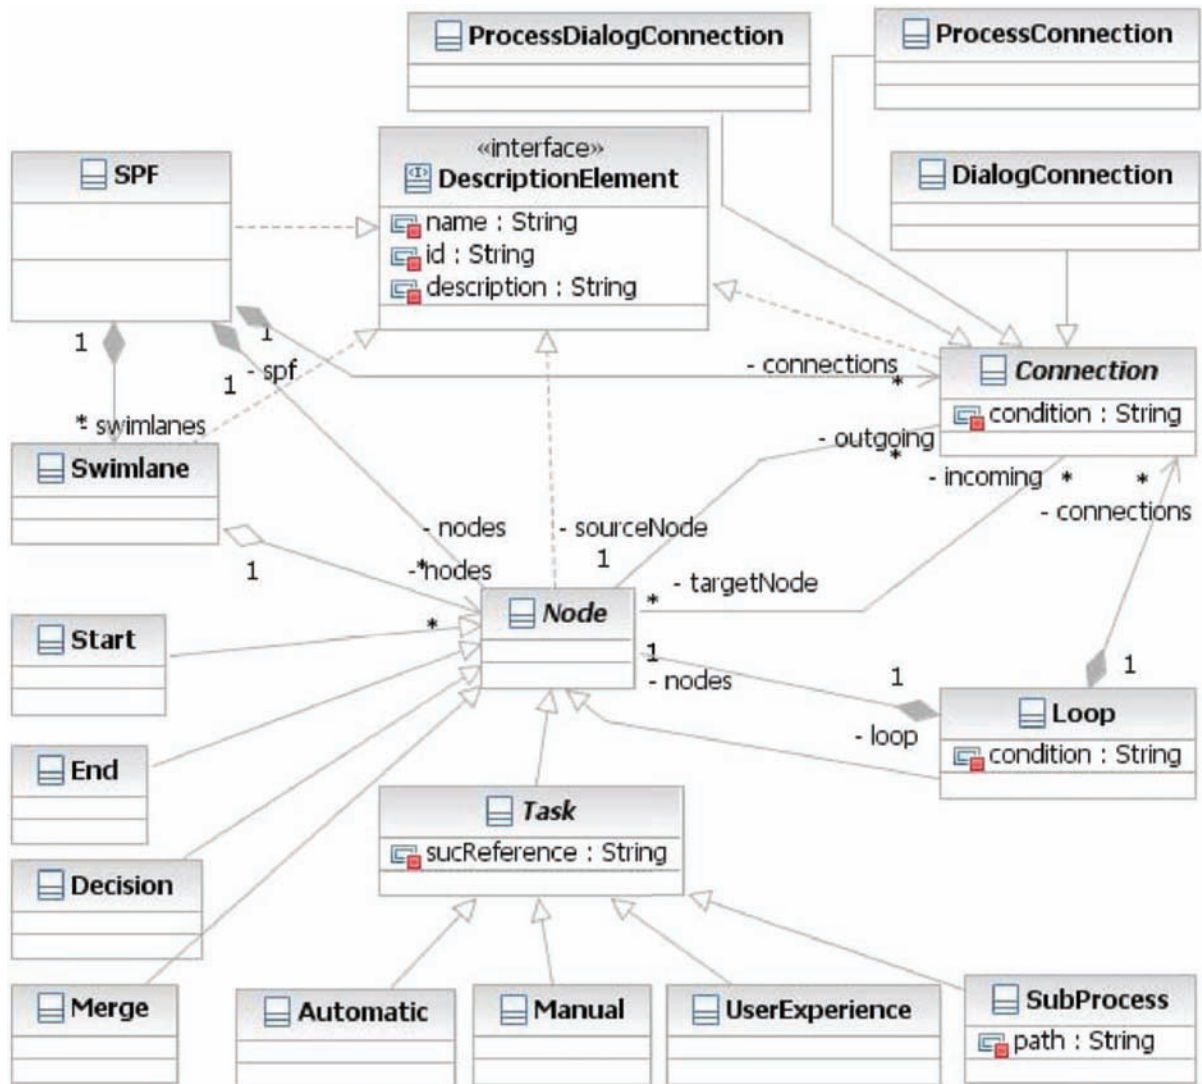 ProcessDialogConnection
ProcessConnection
«interface»
DescriptionElement
name : String
id : String
description : String
SPF
DialogConnection
1
1
1
- spf
- connections
*
Connection
condition : String
* - swimlanes
Swimlane
- outgoing
*
- incoming
*
*
- connections
- nodes
- sourceNode
1
1
-*nodes
- targetNode
*
Node
Start
*
1
- nodes
1
1
Loop
condition : String
- loop
End
Task
sucReference : String
Decision
Merge
Automatic
Manual
UserExperience
SubProcess
path : String